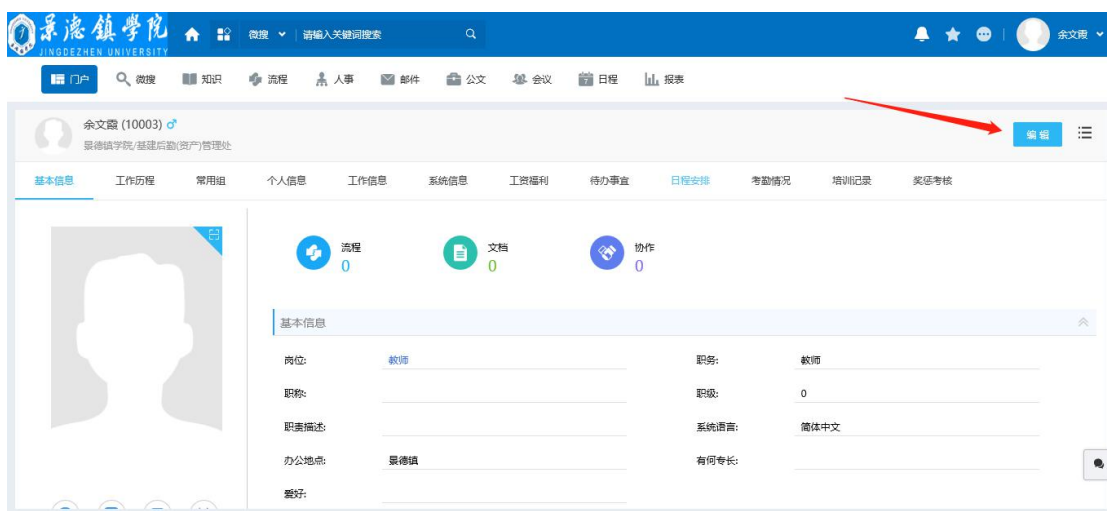 景德鎮學院
JINGDEZHEN UNIVERSITY
微搜 请输入关键词搜索 余文霞
门户 微搜 知识 流程 人事 邮件 公文 会议 日程 报表
余文霞 (10003)
景德镇学院/基建后勤(资产)管理处
编辑
基本信息 工作历程 常用组 个人信息 工作信息 系统信息 工资福利 待办事宜 日程安排 考勤情况 培训记录 奖惩考核
流程 文档 协作
0 0 0
基本信息
岗位: 教师 职务: 教师
职称: 职级: 0
职责描述: 系统语言: 简体中文
办公地点: 景德镇 有何专长:
爱好: